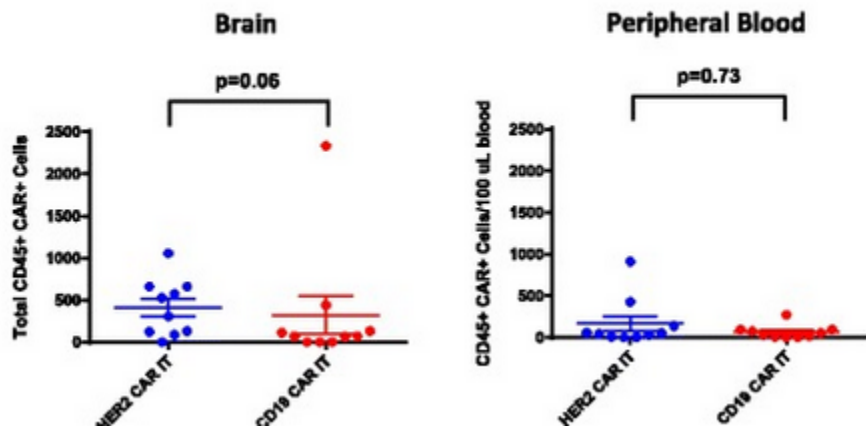 Brain
p=0.06
Total CD45+ CAR+ Cells
2500
2000
1500
1000
500
0
HER2 CAR IT
CD19 CAR IT
Peripheral Blood
p=0.73
CD45+ CAR+ Cells/100 uL blood
2500
2000
1500
1000
500
0
HER2 CAR IT
CD19 CAR IT